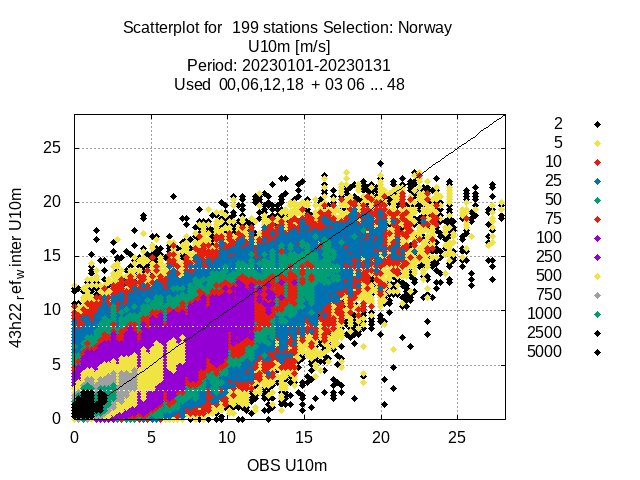 Scatterplot for  199 stations Selection: Norway
U10m [m/s]
Period: 20230101-20230131
Used  00,06,12,18  + 03 06 ... 48
43h22_ref_winter U10m
25
20
15
10
5
0
0 5 10 15 20 25
OBS U10m
2
5
10
25
50
75
100
250
500
750
1000
2500
5000